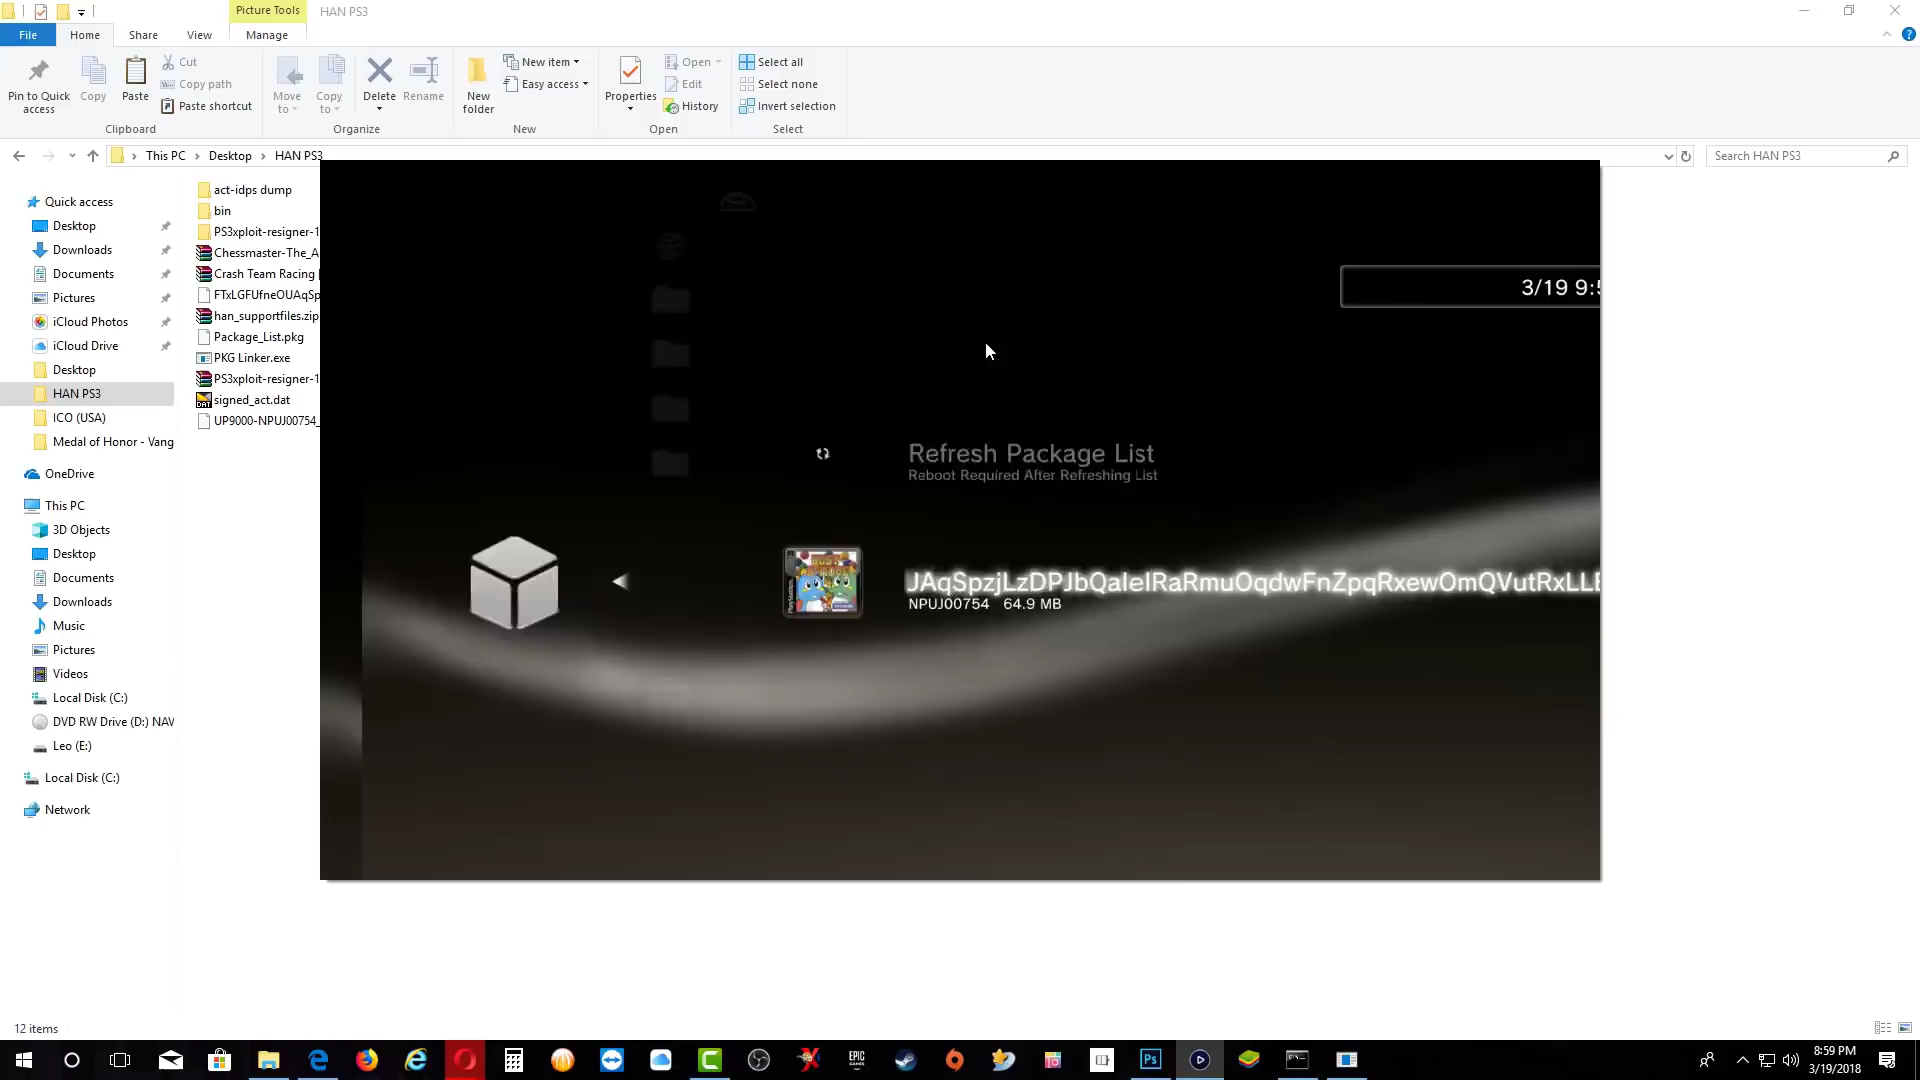 Picture Tools
HAN PS3
File
Home
Share
View
Manage
Pin to Quick access
Copy
Paste
Cut
Copy path
Paste shortcut
Clipboard
Move to
Copy to
Delete
Rename
Organize
New folder
New item
Easy access
New
Properties
Open
Edit
History
Open
Select all
Select none
Invert selection
Select
This PC
Desktop
HAN PS3
Search HAN PS3
Quick access
Desktop
Downloads
Documents
Pictures
iCloud Photos
iCloud Drive
Desktop
HAN PS3
ICO (USA)
Medal of Honor - Vang
OneDrive
This PC
3D Objects
Desktop
Documents
Downloads
Music
Pictures
Videos
Local Disk (C:)
DVD RW Drive (D:) NAV
Leo (E:)
Local Disk (C:)
Network
act-idps dump
bin
PS3xploit-resigner-1
Chessmaster-The_A
Crash Team Racing
FTxLGFUfneOUAqSp
han_supportfiles.zip
Package_List.pkg
PKG Linker.exe
PS3xploit-resigner-1
signed_act.dat
UP9000-NPUJ00754_
3/19 9:5
Refresh Package List
Reboot Required After Refreshing List
JAqSpzjLzDPJbQaIeIRaRmuOqdwFnZpqRxewOmQVutRxLLE
NPUJ00754 64.9 MB
12 items
8:59 PM
3/19/2018